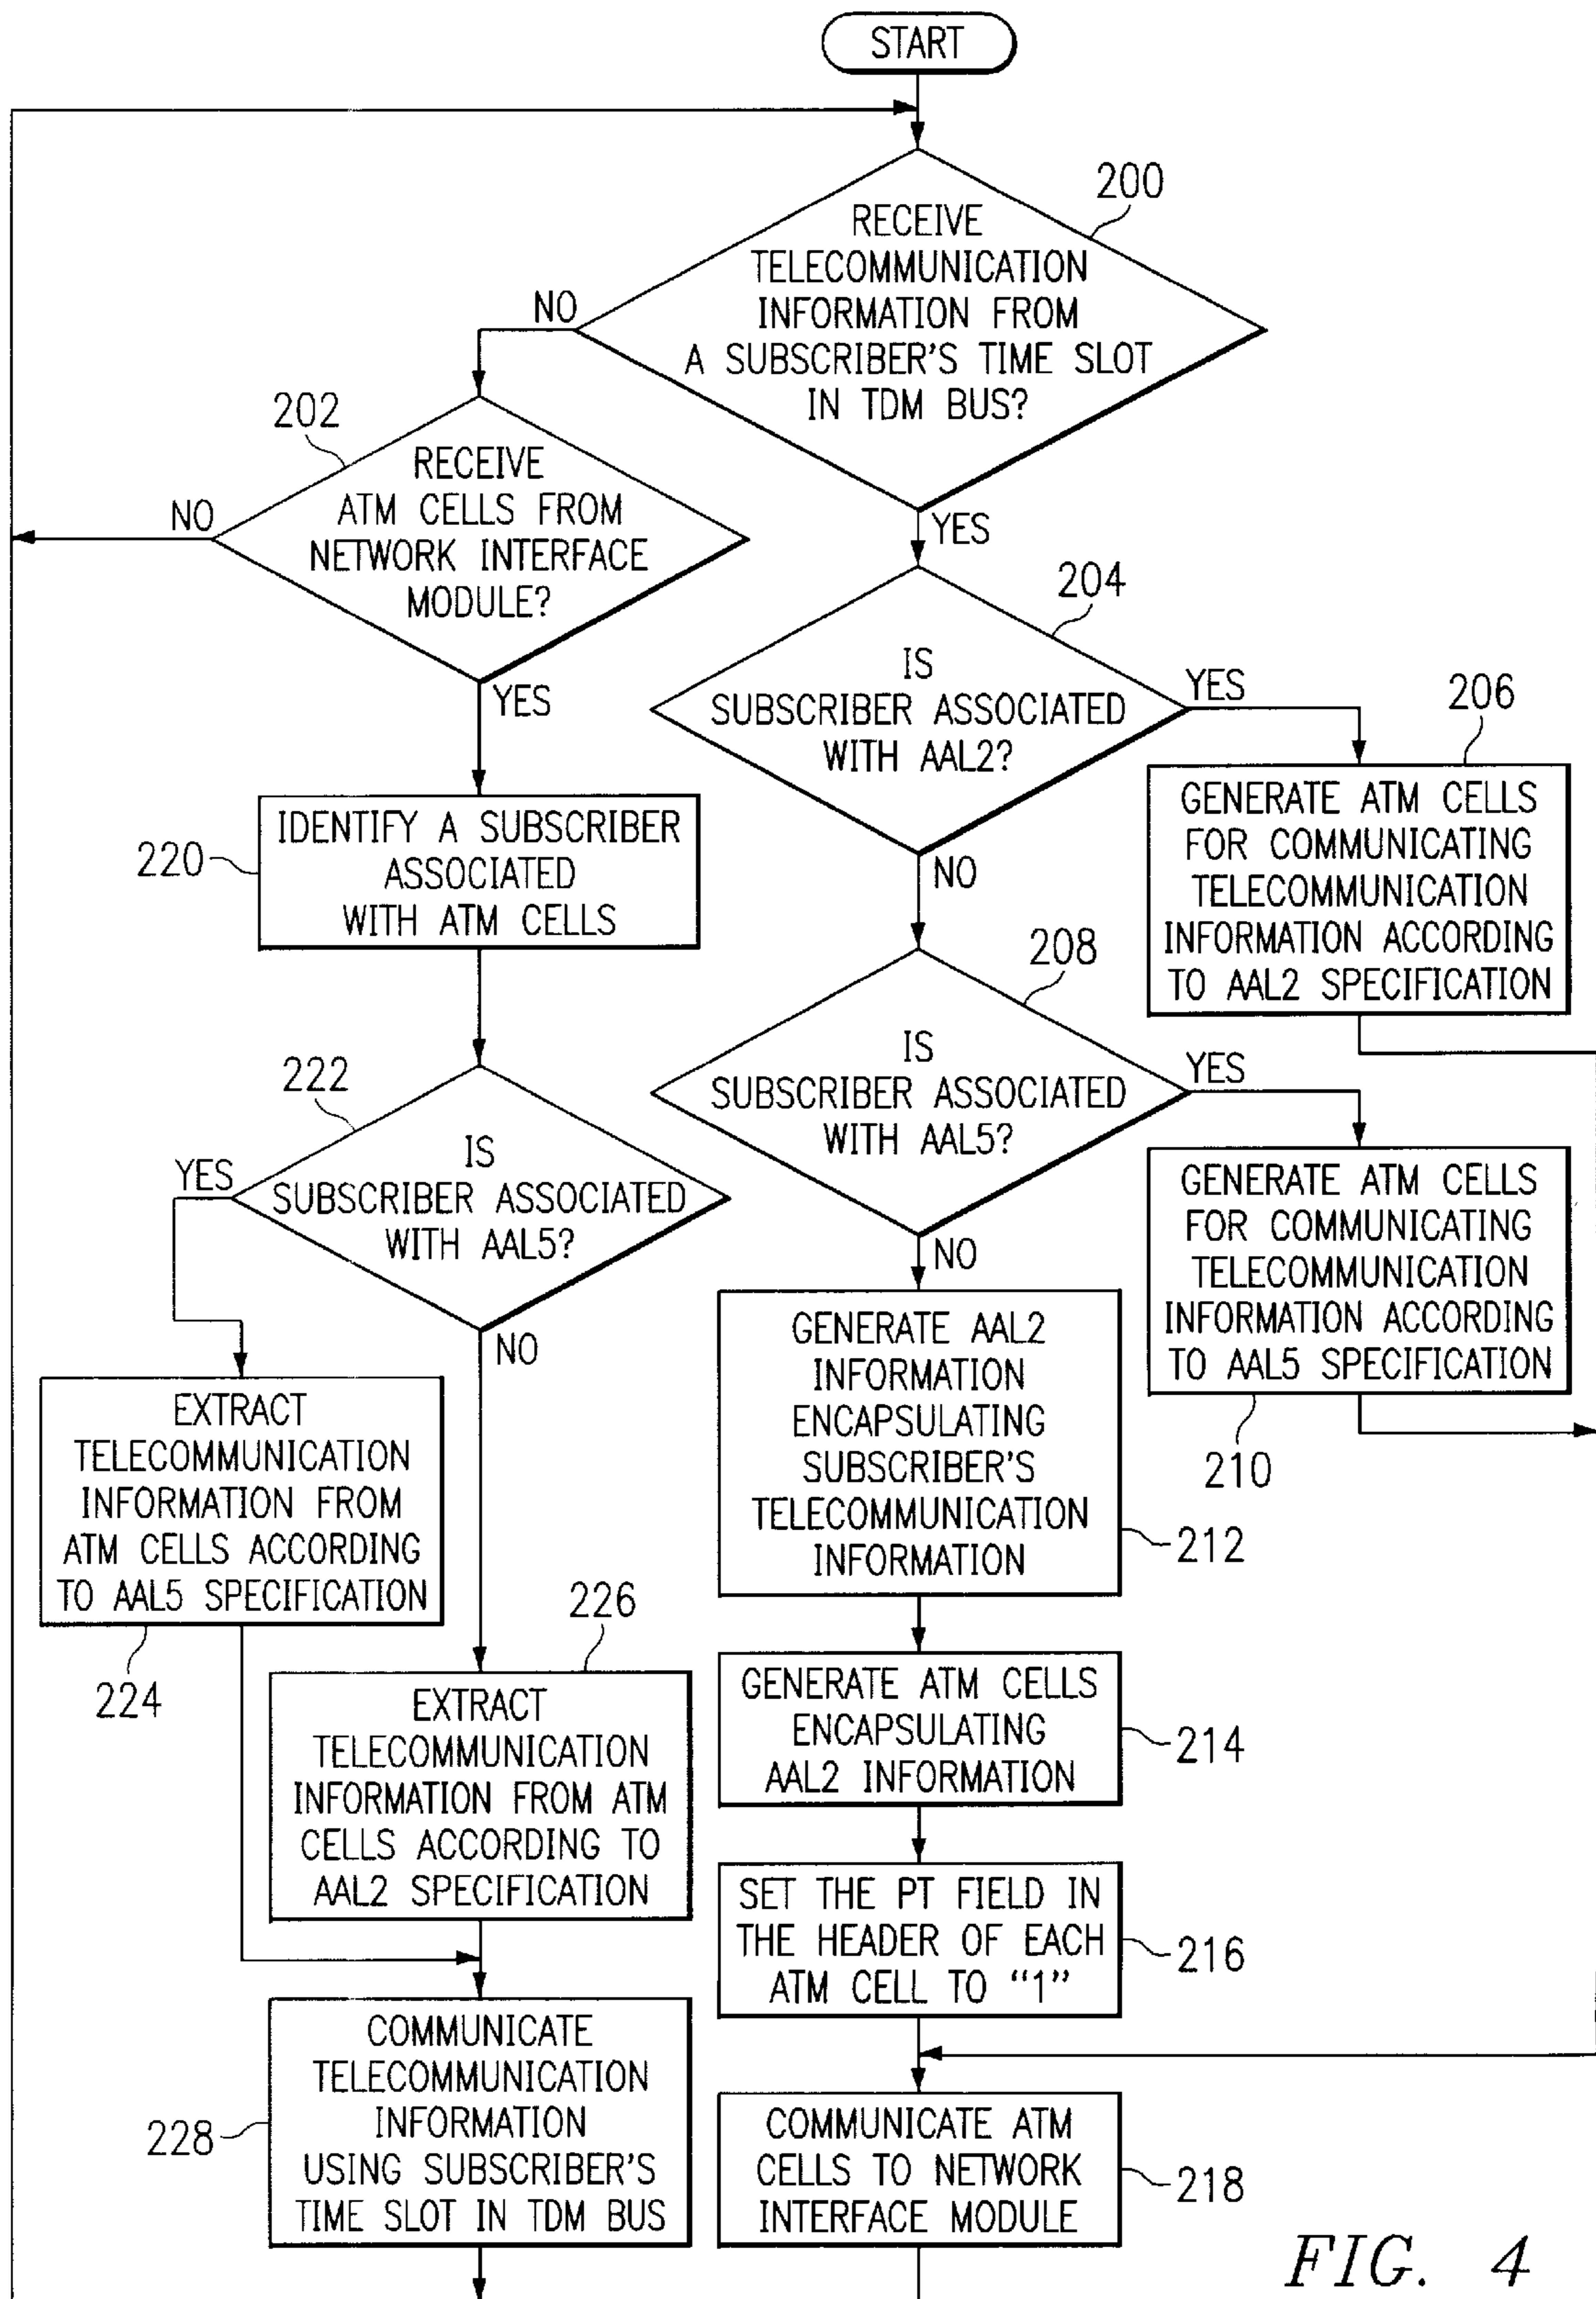 START
200
RECEIVE
TELECOMMUNICATION
INFORMATION FROM
A SUBSCRIBER'S TIME SLOT
IN TDM BUS?
NO
YES
202
RECEIVE
ATM CELLS FROM
NETWORK INTERFACE
MODULE?
NO
YES
204
IS
SUBSCRIBER ASSOCIATED
WITH AAL2?
YES
NO
206
GENERATE ATM CELLS
FOR COMMUNICATING
TELECOMMUNICATION
INFORMATION ACCORDING
TO AAL2 SPECIFICATION
220
IDENTIFY A SUBSCRIBER
ASSOCIATED
WITH ATM CELLS
208
IS
SUBSCRIBER ASSOCIATED
WITH AAL5?
YES
NO
222
IS
SUBSCRIBER ASSOCIATED
WITH AAL5?
YES
NO
GENERATE ATM CELLS
FOR COMMUNICATING
TELECOMMUNICATION
INFORMATION ACCORDING
TO AAL5 SPECIFICATION
210
GENERATE AAL2
INFORMATION
ENCAPSULATING
SUBSCRIBER'S
TELECOMMUNICATION
INFORMATION
212
EXTRACT
TELECOMMUNICATION
INFORMATION FROM
ATM CELLS ACCORDING
TO AAL5 SPECIFICATION
224
226
EXTRACT
TELECOMMUNICATION
INFORMATION FROM ATM
CELLS ACCORDING TO
AAL2 SPECIFICATION
GENERATE ATM CELLS
ENCAPSULATING
AAL2 INFORMATION
214
SET THE PT FIELD IN
THE HEADER OF EACH
ATM CELL TO “1”
216
228
COMMUNICATE
TELECOMMUNICATION
INFORMATION
USING SUBSCRIBER'S
TIME SLOT IN TDM BUS
COMMUNICATE ATM
CELLS TO NETWORK
INTERFACE MODULE
218
FIG. 4